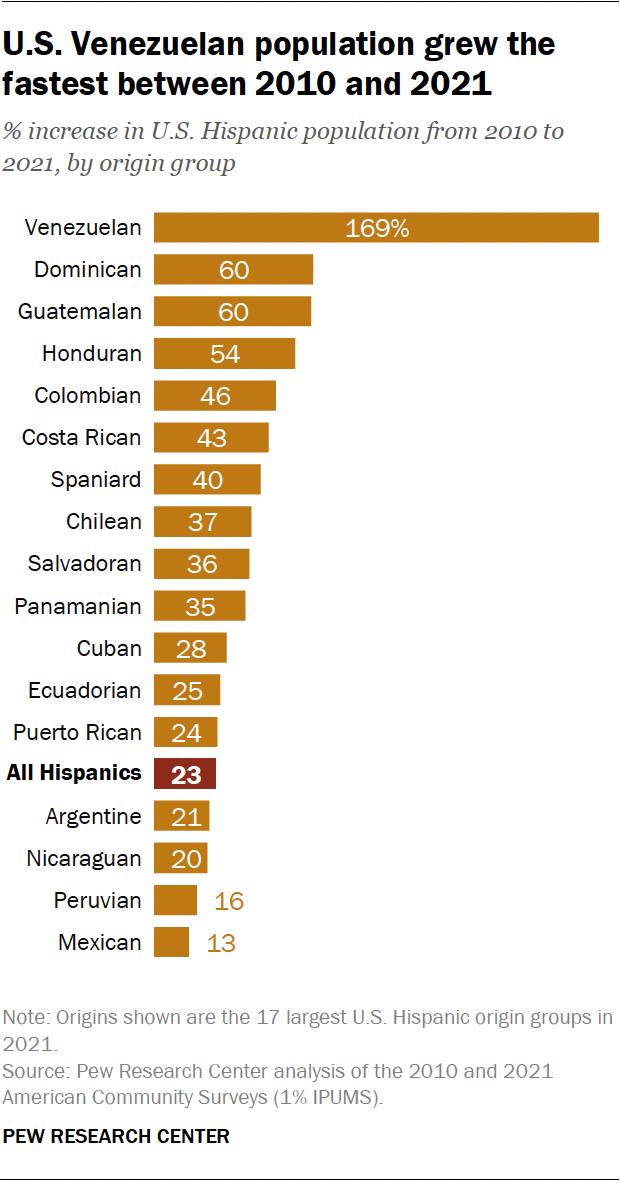 U.S. Venezuelan population grew the
fastest between 2010 and 2021
% increase in U.S. Hispanic population from 2010 to
2021, by origin group
Venezuelan 169%
Dominican 60
Guatemalan 60
Honduran 54
Colombian 46
Costa Rican 43
Spaniard 40
Chilean 37
Salvadoran 36
Panamanian 35
Cuban 28
Ecuadorian 25
Puerto Rican 24
All Hispanics 23
Argentine 21
Nicaraguan 20
Peruvian 16
Mexican 13
Note: Origins shown are the 17 largest U.S. Hispanic origin groups in
2021.
Source: Pew Research Center analysis of the 2010 and 2021
American Community Surveys (1% IPUMS).
PEW RESEARCH CENTER